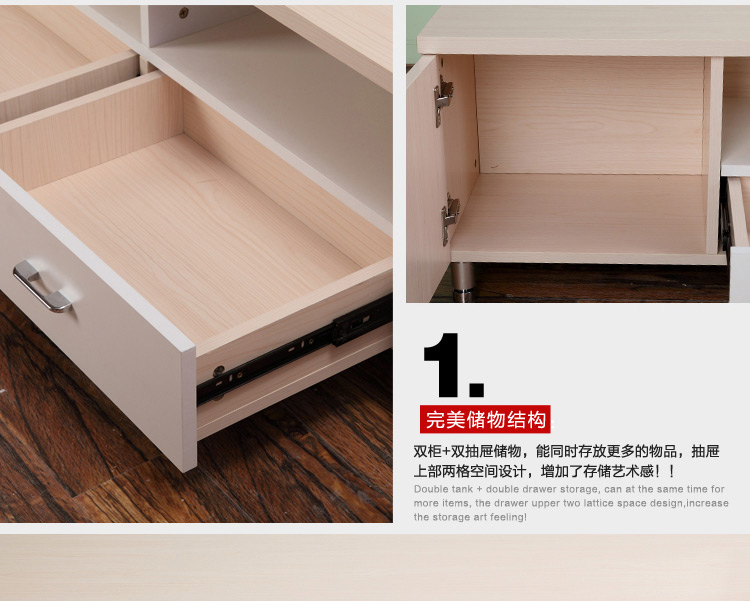 1.
完美储物结构
双柜+双抽屉储物，能同时存放更多的物品，抽屉
上部两格空间设计，增加了存储艺术感！！
Double tank + double drawer storage, can at the same time for
more items, the drawer upper two lattice space design,increase
the storage art feeling!